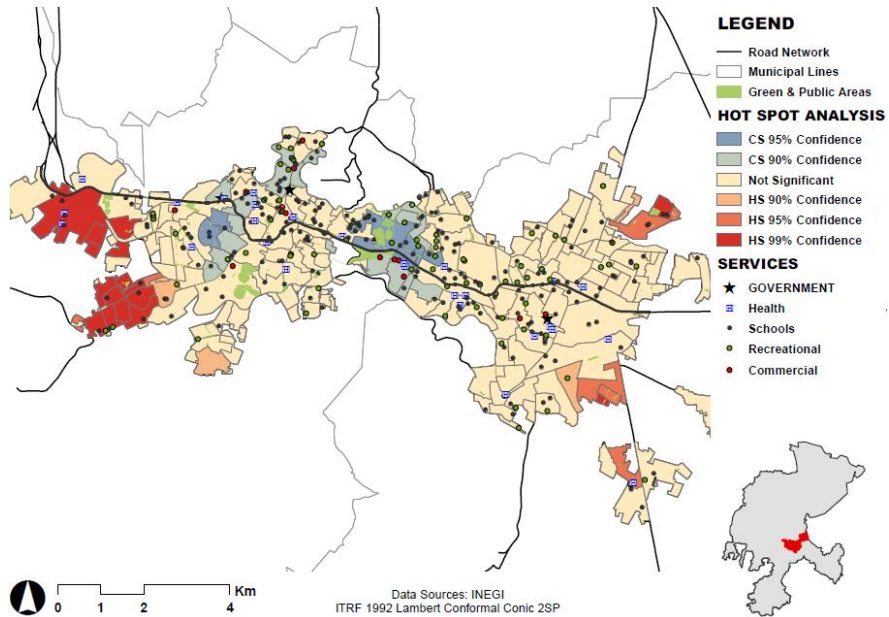 LEGEND
Road Network
Municipal Lines
Green & Public Areas
HOT SPOT ANALYSIS
CS 95% Confidence
CS 90% Confidence
Not Significant
HS 90% Confidence
HS 95% Confidence
HS 99% Confidence
SERVICES
GOVERNMENT
Health
Schools
Recreational
Commercial
Km
0 1 2 4
Data Sources: INEGI
ITRF 1992 Lambert Conformal Conic 2SP